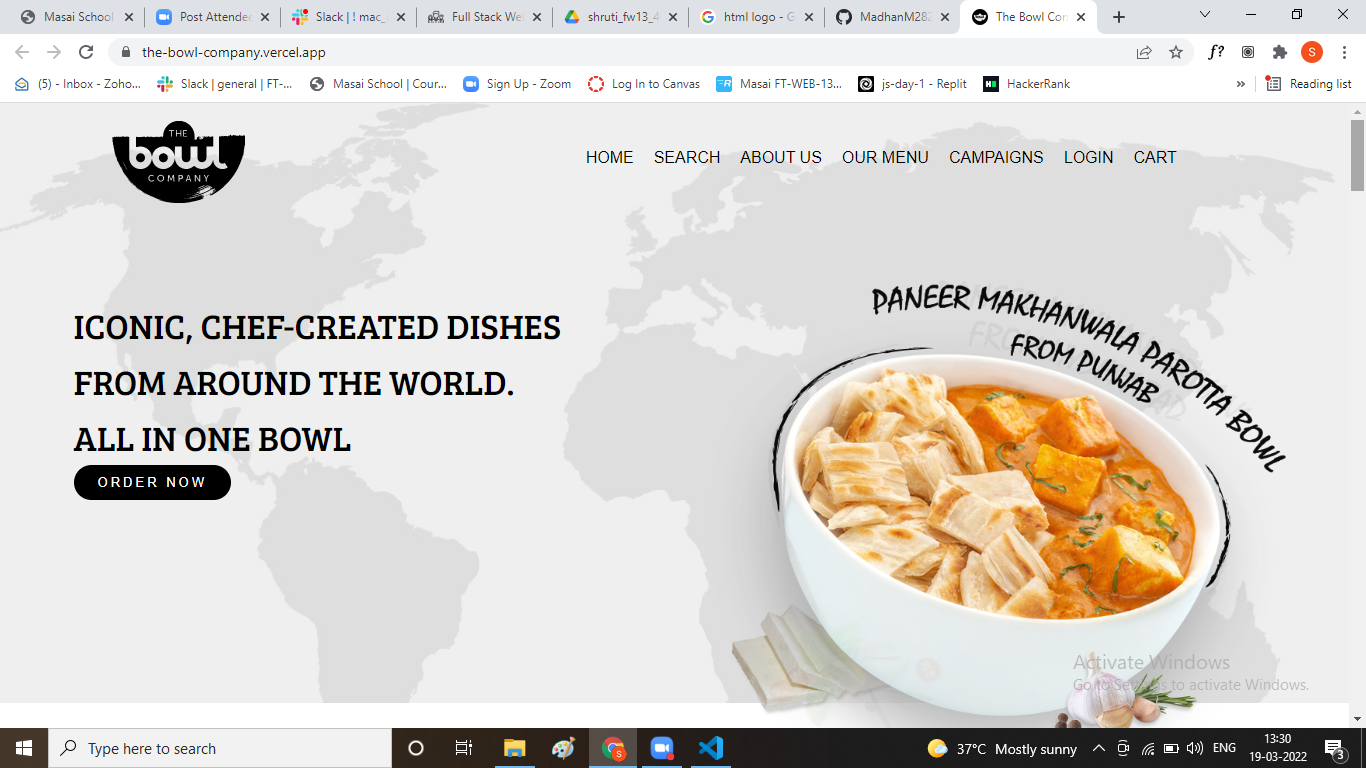 Masai School
Post Attende
Slack | ! mac_
Full Stack We
shruti_fw13_4
html logo - G
MadhanM282
The Bowl Con
the-bowl-company.vercel.app
f?
S
(5) - Inbox - Zoho...
Slack | general | FT-...
Masai School | Cour...
Sign Up - Zoom
Log In to Canvas
Masai FT-WEB-13...
js-day-1 - Replit
HackerRank
»
Reading list
THE
bowl
COMPANY
HOME
SEARCH
ABOUT US
OUR MENU
CAMPAIGNS
LOGIN
CART
ICONIC, CHEF-CREATED DISHES
FROM AROUND THE WORLD.
ALL IN ONE BOWL
ORDER NOW
PANEER MAKHANWALA PAROTTA BOWL
FROM PUNJAB
Activate Windows
Go to Settings to activate Windows.
Type here to search
37°C Mostly sunny
ENG
13:30
19-03-2022
3